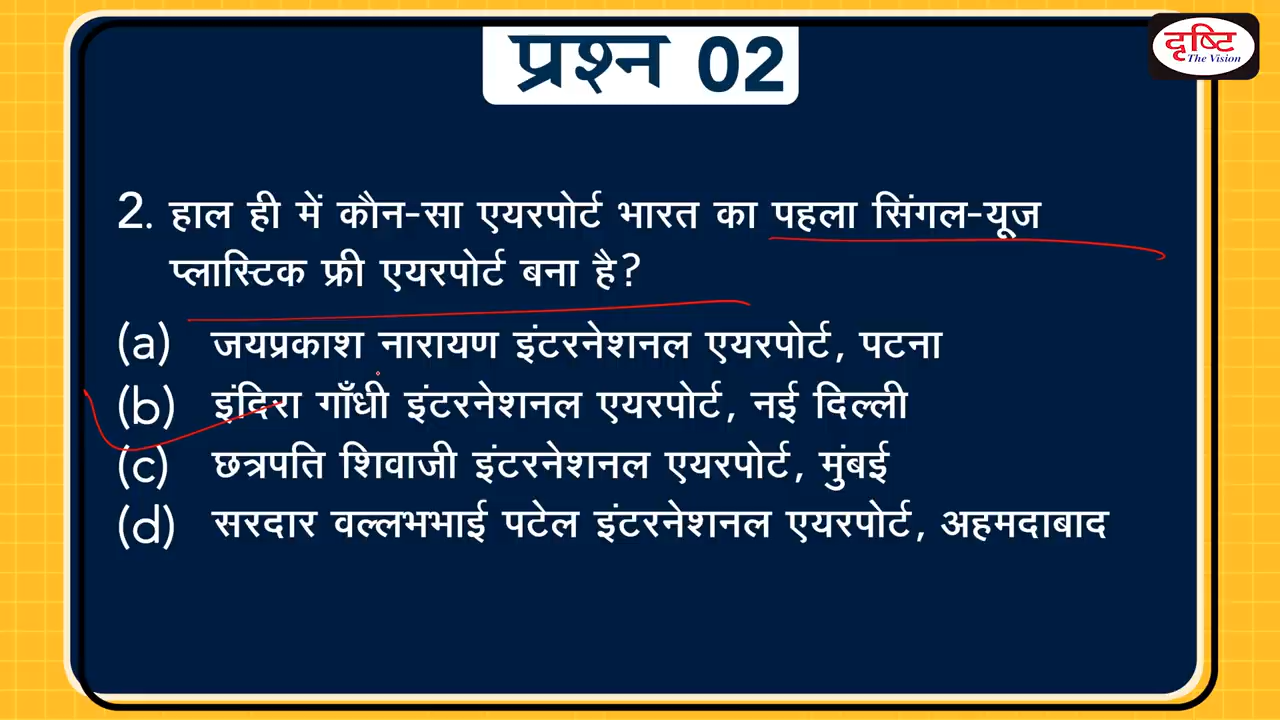 प्रश्न 02
दृष्टि
The Vision
2. हाल ही में कौन-सा एयरपोर्ट भारत का पहला सिंगल-यूज
प्लास्टिक फ्री एयरपोर्ट बना है?
(a) जयप्रकाश नारायण इंटरनेशनल एयरपोर्ट, पटना
(b) इंदिरा गाँधी इंटरनेशनल एयरपोर्ट, नई दिल्ली
(c) छत्रपति शिवाजी इंटरनेशनल एयरपोर्ट, मुंबई
(d) सरदार वल्लभभाई पटेल इंटरनेशनल एयरपोर्ट, अहमदाबाद